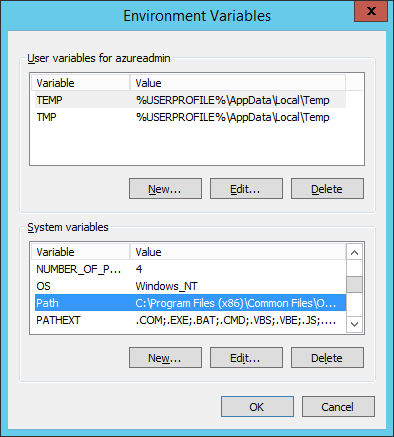 Environment Variables
x
User variables for azureadmin
Variable Value
TEMP %USERPROFILE%\AppData\Local\Temp
TMP %USERPROFILE%\AppData\Local\Temp
New... Edit... Delete
System variables
Variable Value
NUMBER_OF_P... 4
OS Windows_NT
Path C:\Program Files (x86)\Common Files\O...
PATHEXT .COM;.EXE;.BAT;.CMD;.VBS;.VBE;.JS;....
New... Edit... Delete
OK Cancel